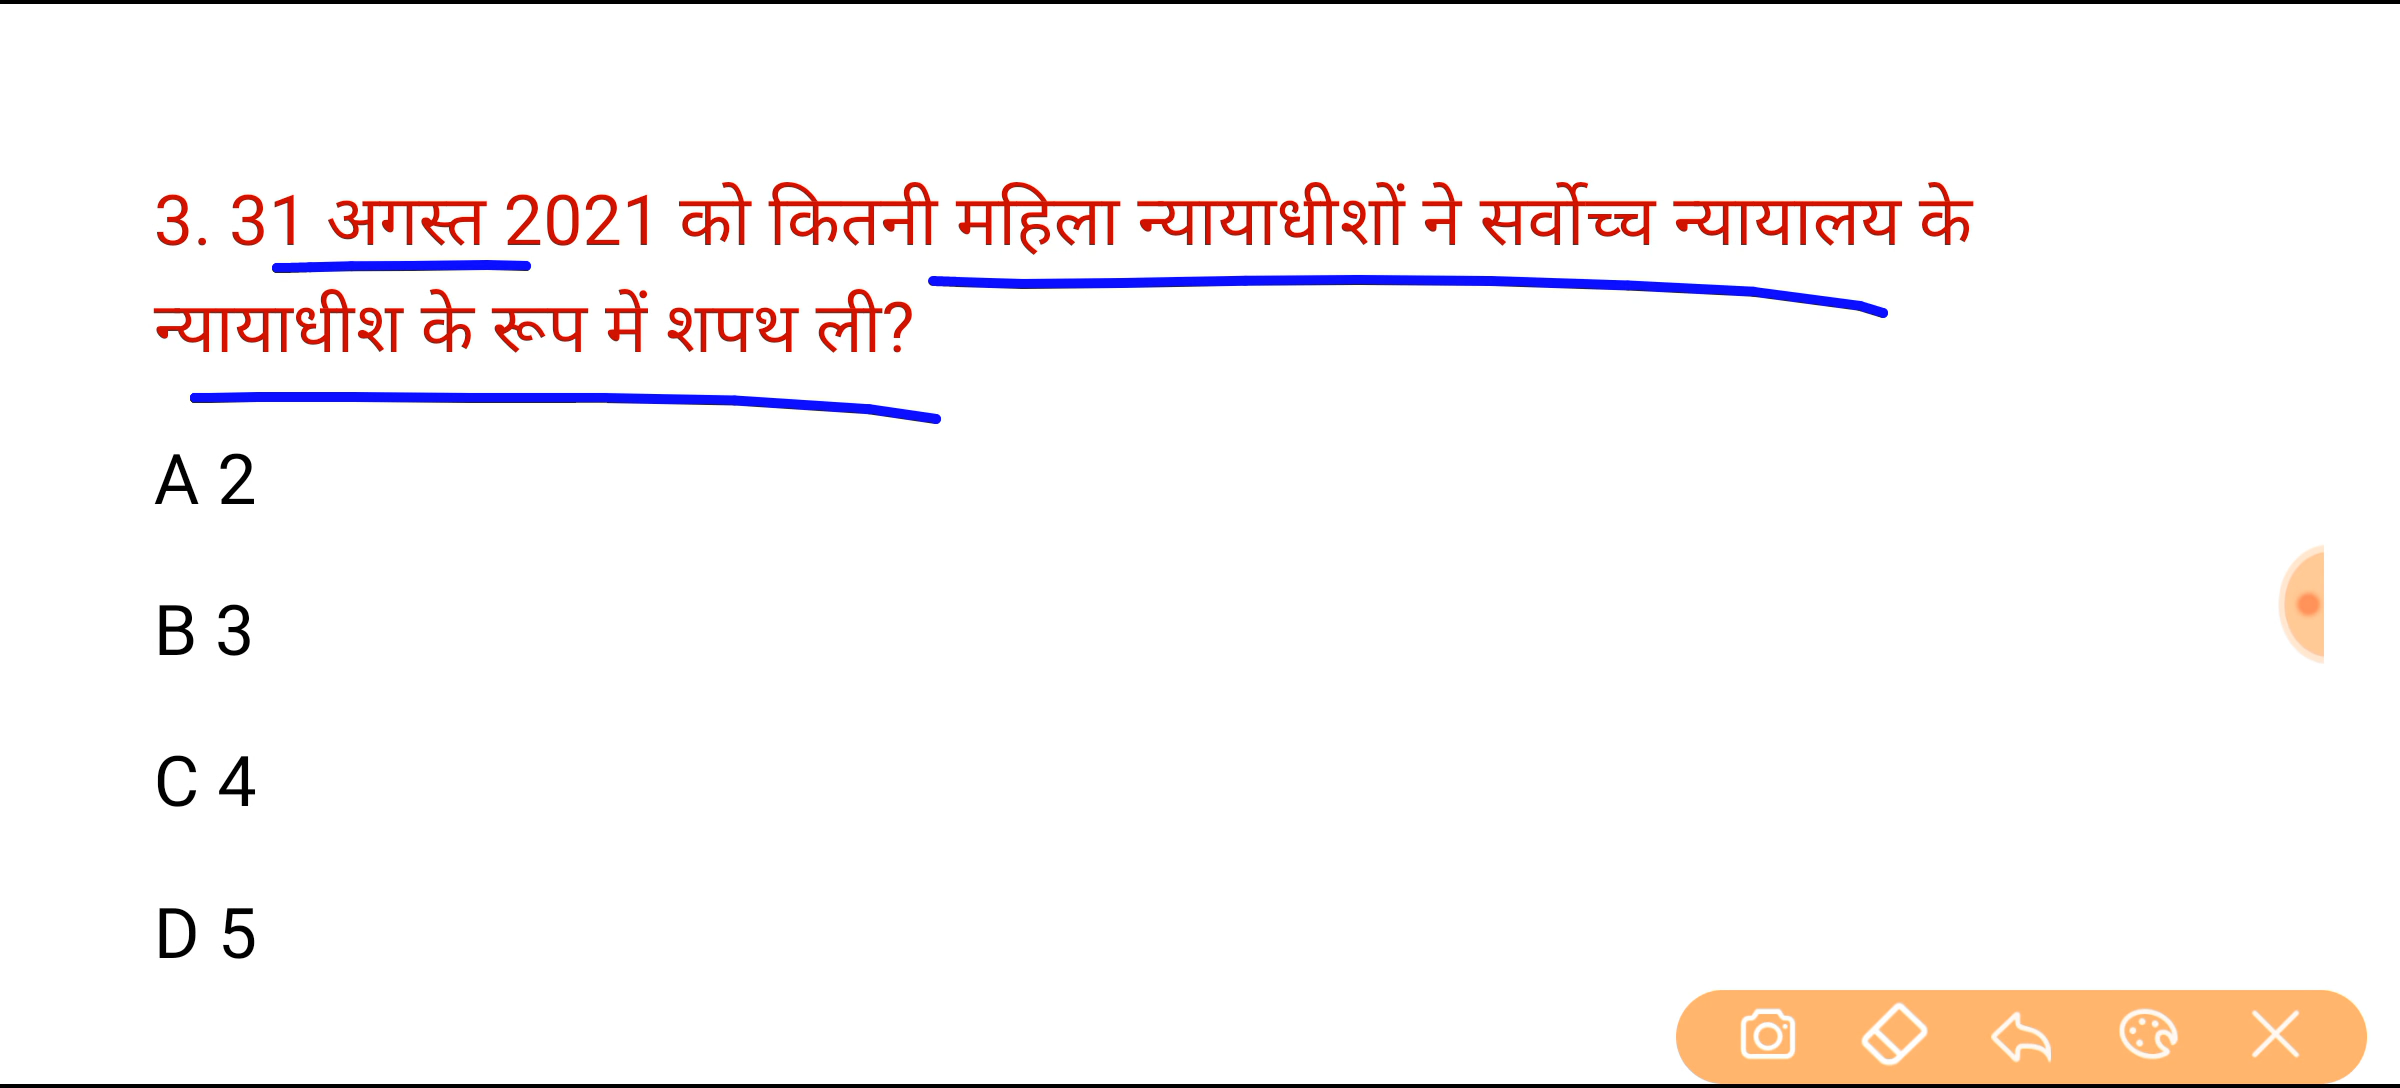 3. 31 अगस्त 2021 को कितनी महिला न्यायाधीशों ने सर्वोच्च न्यायालय के
न्यायाधीश के रूप में शपथ ली?
A 2
B 3
C 4
D 5